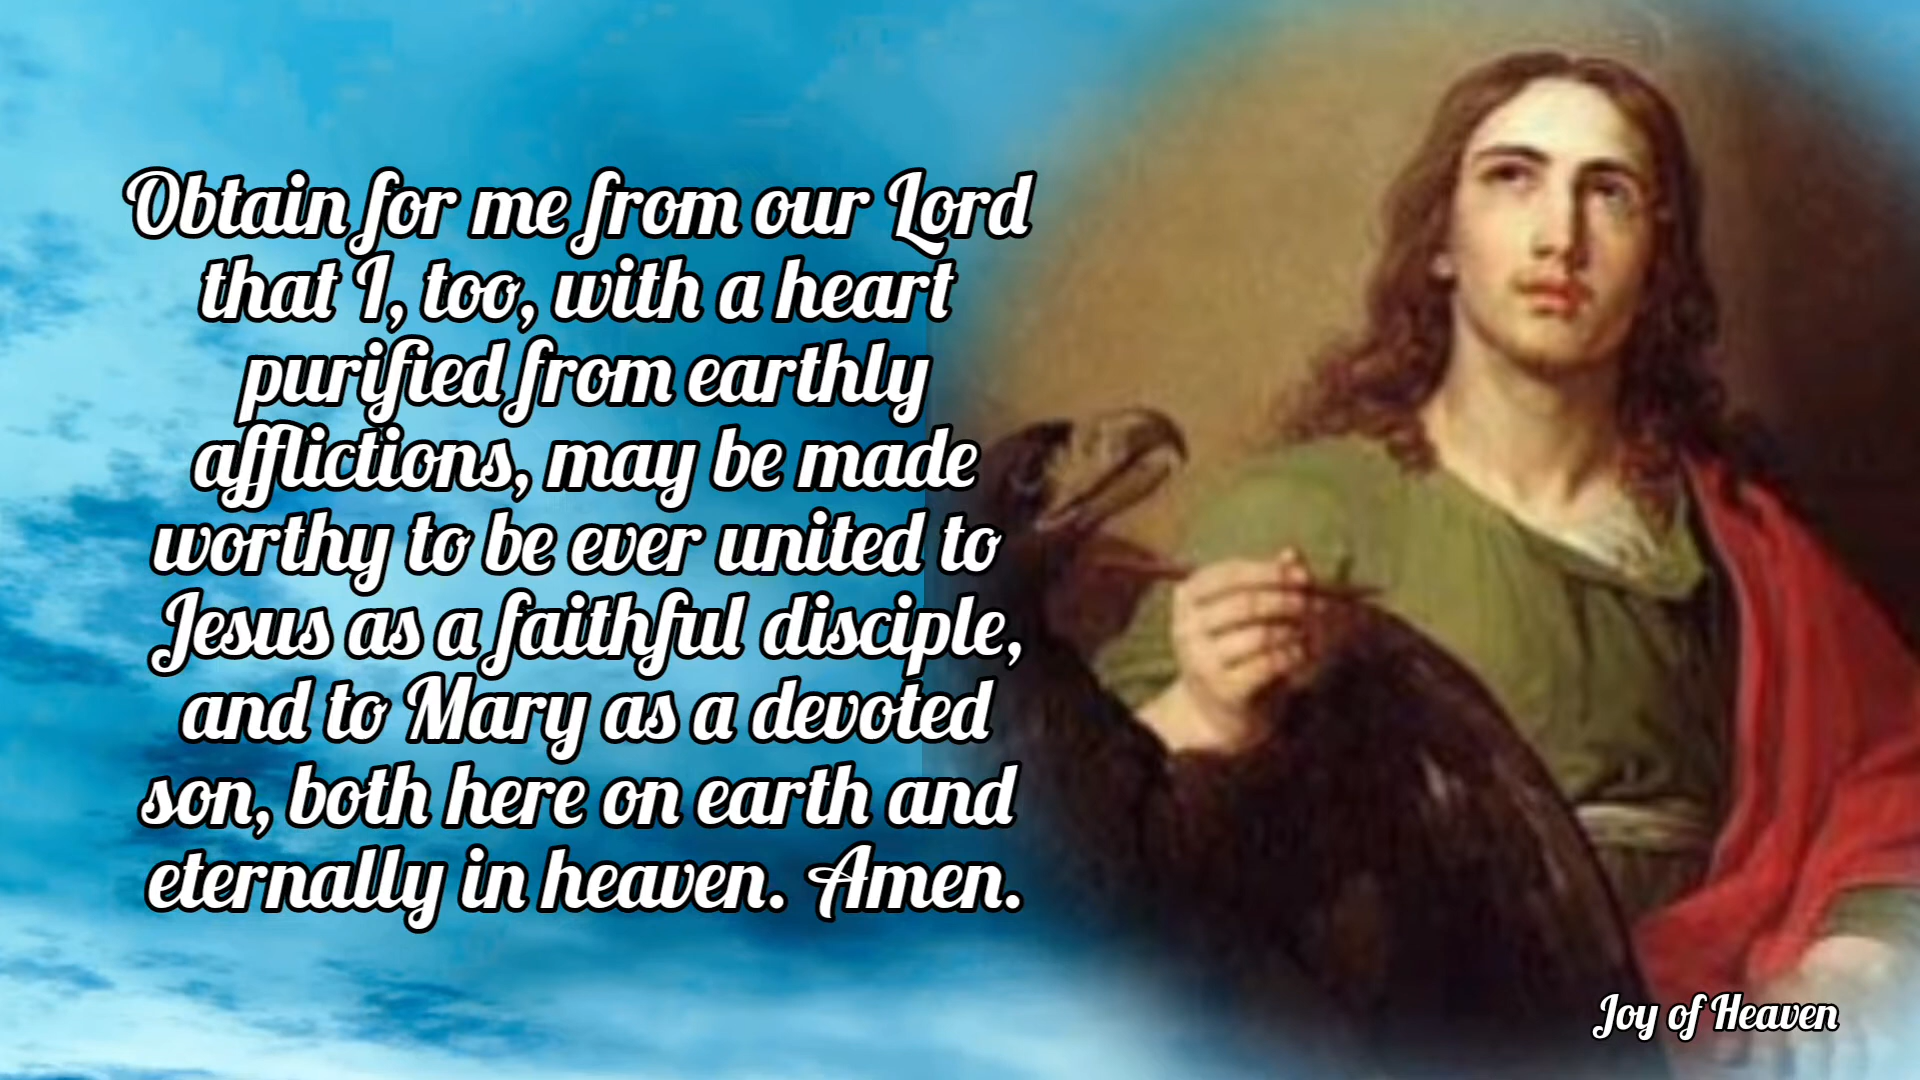 Obtain for me from our Lord
that I, too, with a heart
purified from earthly
afflictions, may be made
worthy to be ever united to
Jesus as a faithful disciple,
and to Mary as a devoted
son, both here on earth and
eternally in heaven. Amen.
Joy of Heaven